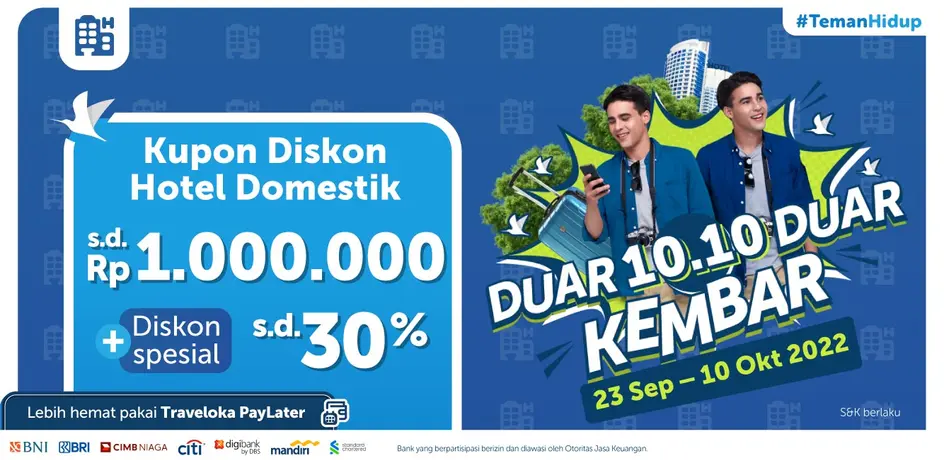 #TemanHidup
Kupon Diskon
Hotel Domestik
s.d.
Rp 1.000.000
+ Diskon
spesial
s.d. 30%
Lebih hemat pakai Traveloka PayLater
DUAR 10.10 DUAR
KEMBAR
23 Sep – 10 Okt 2022
S&K berlaku
BNI BRI CIMB NIAGA citi digibank by DBS mandiri standard chartered
Bank yang berpartisipasi berizin dan diawasi oleh Otoritas Jasa Keuangan.